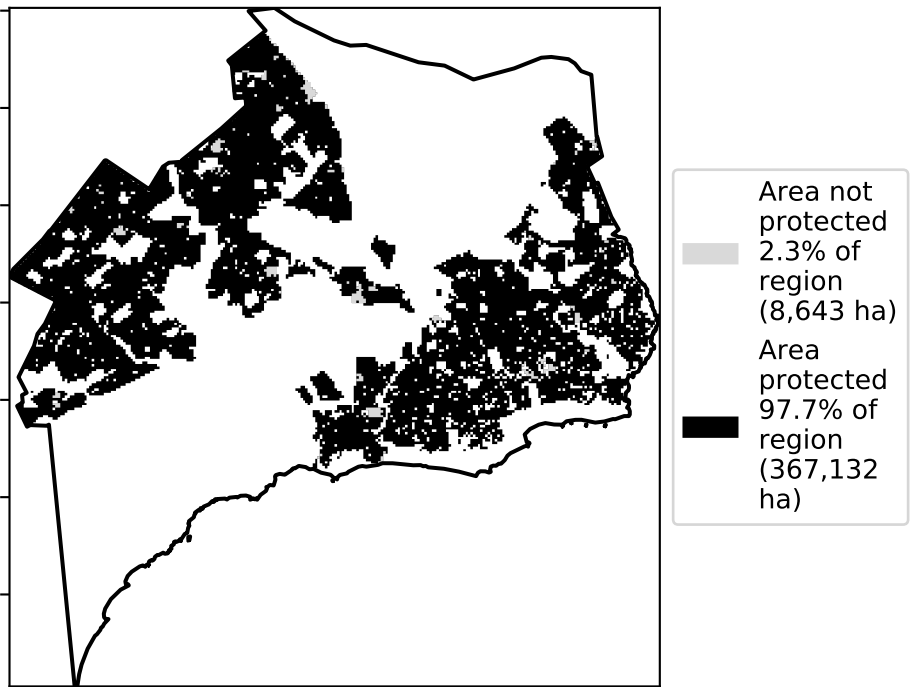 Area not
protected
2.3% of
region
(8,643 ha)
Area
protected
97.7% of
region
(367,132
ha)